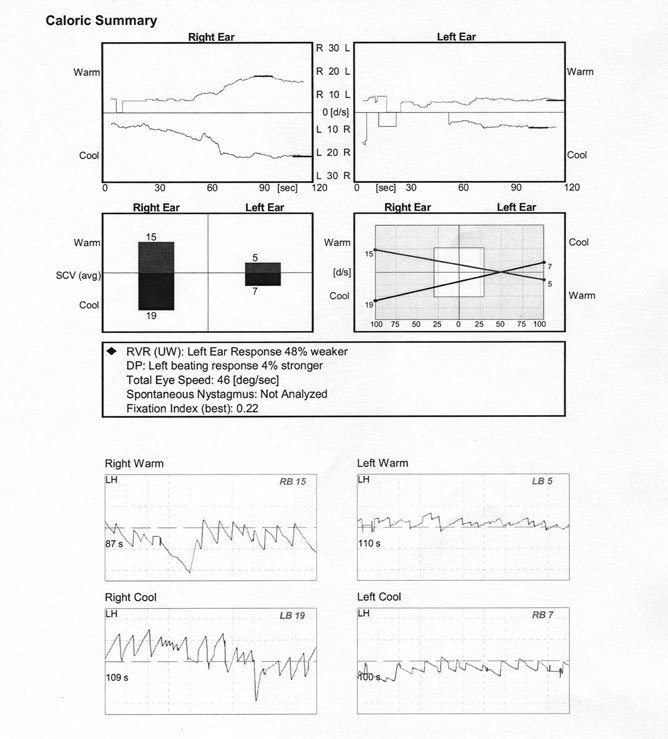 Caloric Summary
Right Ear
Left Ear
Warm
Cool
R 30 L
R 20 L
R 10 L
0 [d/s]
L 10 R
L 20 R
L 30 R
Warm
Cool
0 30 60 90 [sec] 120
0 [sec] 30 60 90 120
Right Ear Left Ear
Warm
SCV (avg)
Cool
15
5
7
19
Right Ear Left Ear
Warm
[d/s]
Cool
Cool
Warm
15
19
7
5
100 75 50 25 0 25 50 75 100
RVR (UW): Left Ear Response 48% weaker
DP: Left beating response 4% stronger
Total Eye Speed: 46 [deg/sec]
Spontaneous Nystagmus: Not Analyzed
Fixation Index (best): 0.22
Right Warm
LH
RB 15
87 s
Left Warm
LH
LB 5
110 s
Right Cool
LH
LB 19
109 s
Left Cool
LH
RB 7
100 s